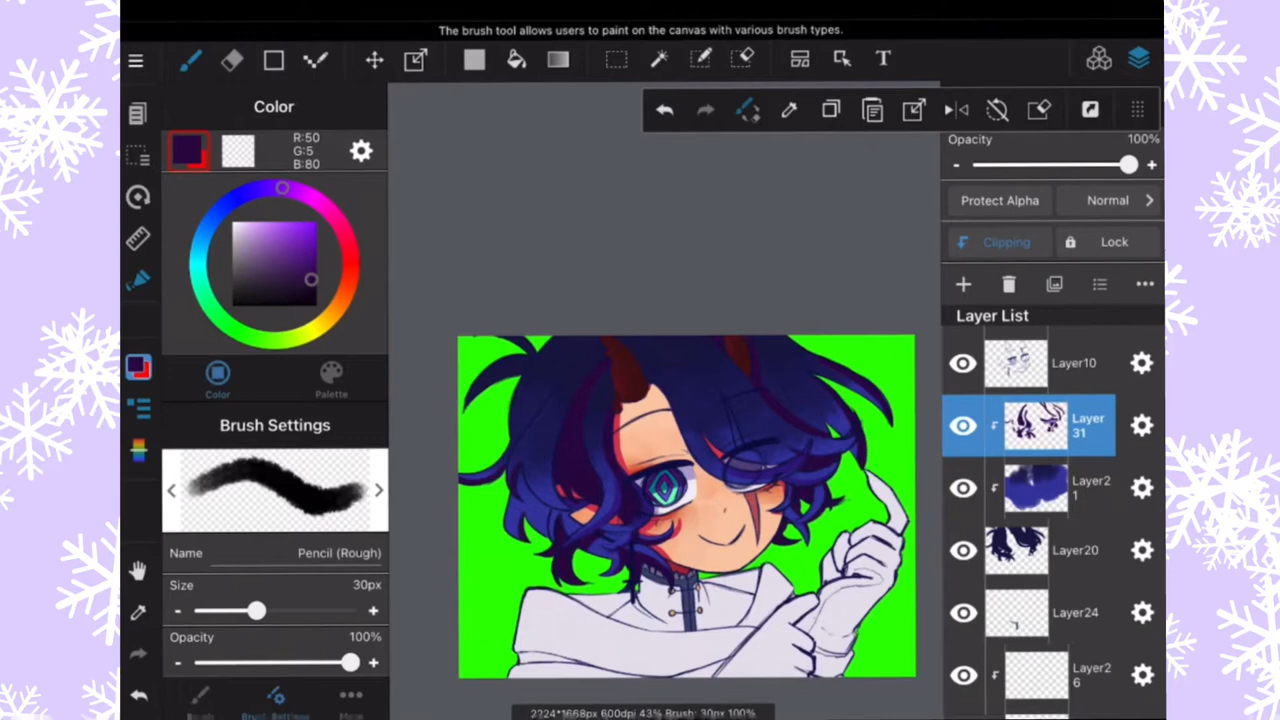 The brush tool allows users to paint on the canvas with various brush types.
T
Color
R:50
G:5
B:80
Color
Palette
Brush Settings
Name Pencil (Rough)
Size 30px
- +
Opacity 100%
- +
Brush Settings
Opacity 100%
- +
Protect Alpha Normal
Clipping Lock
Layer List
Layer10
Layer
31
Layer2
1
Layer20
Layer24
Layer2
6
2224*1668px 600dpi 43% Brush: 30px 100%